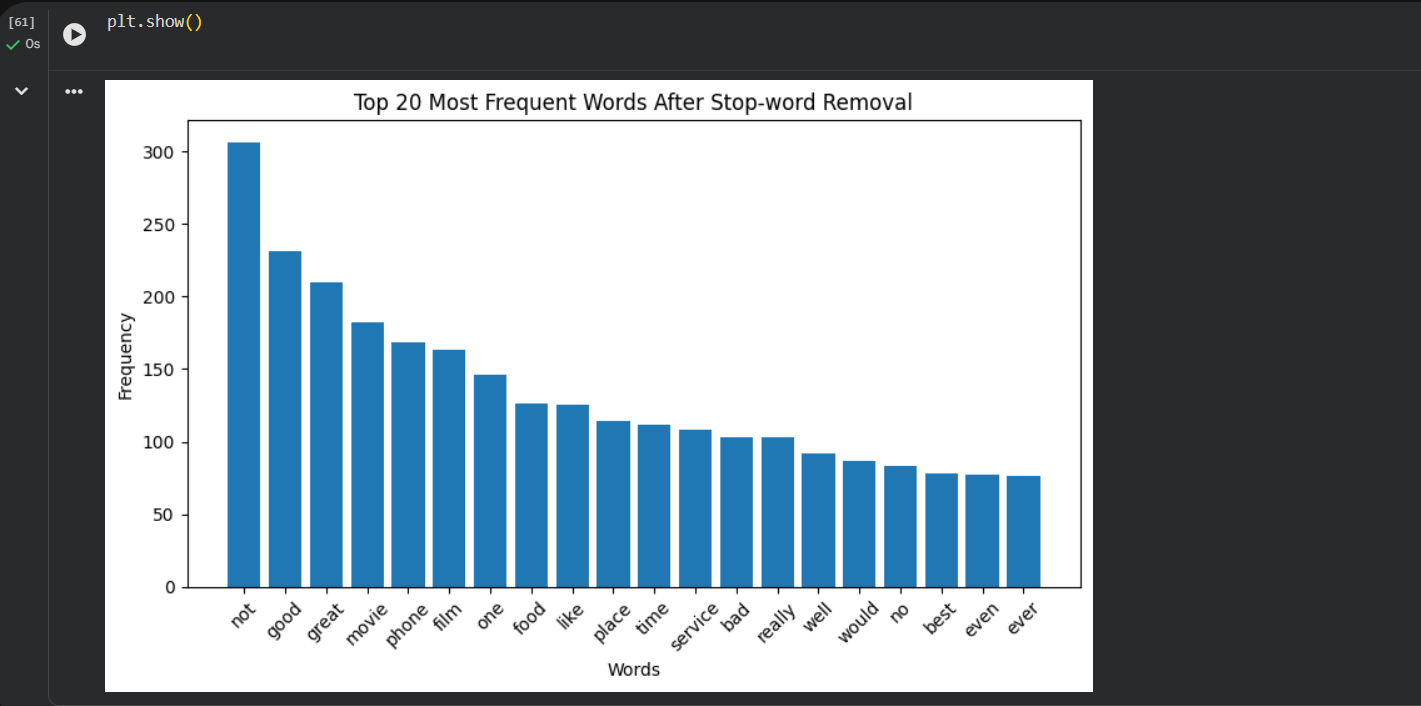 [61]
0s
plt.show()
Top 20 Most Frequent Words After Stop-word Removal
300
250
200
150
100
50
0
Frequency
not good great movie phone film one food like place time service bad really well would no best even ever
Words